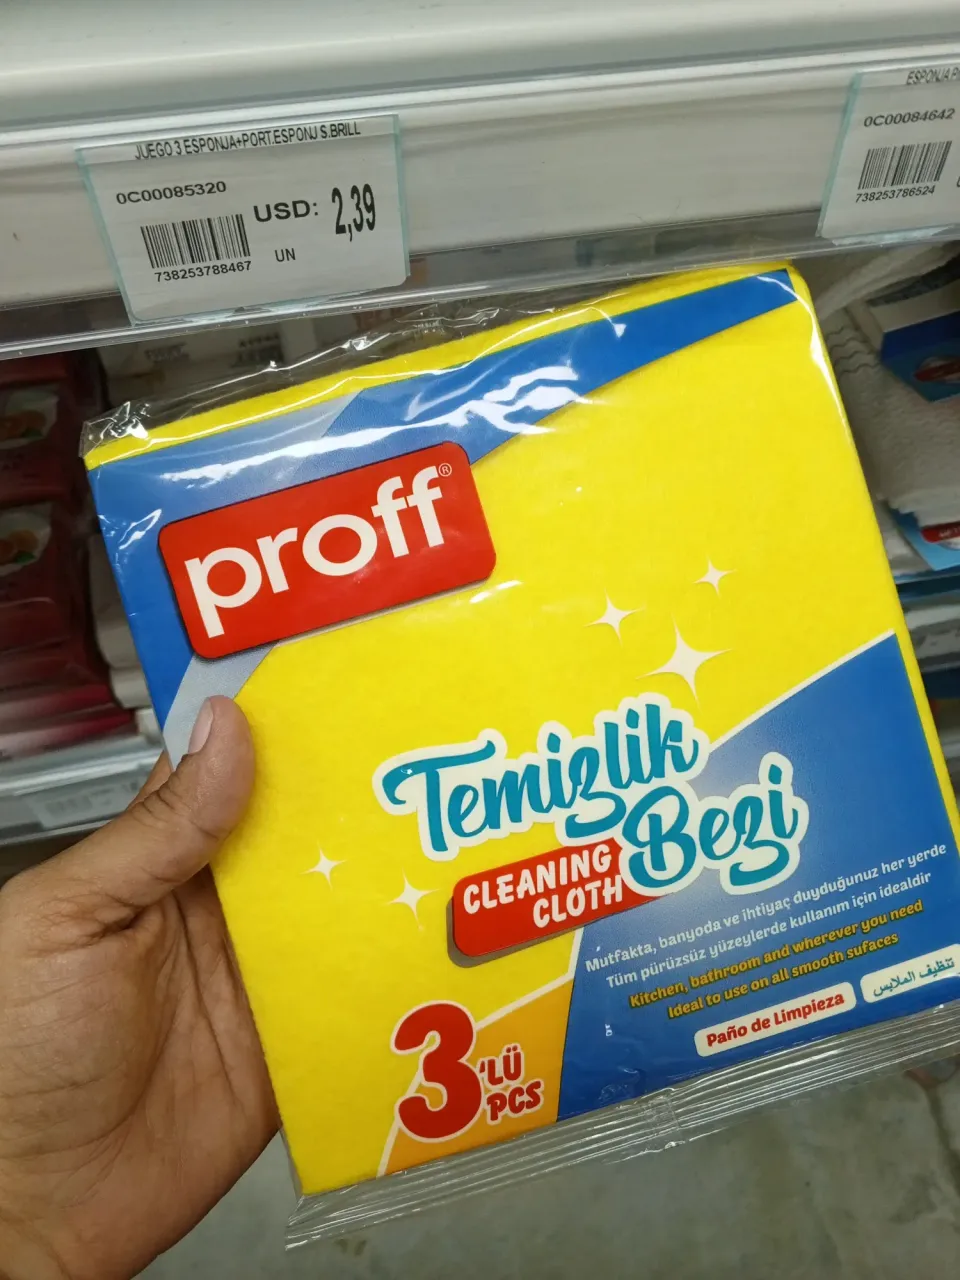 JUEGO 3 ESPONJA+PORT.ESPONJ S.BRILL
0C00085320
USD: 2,39
UN
738253788467
ESPONJA
0C00084642
738253786524
proff®
Temizlik
Bezi
CLEANING
CLOTH
Mutfakta, banyoda ve ihtiyaç duyduğunuz her yerde
Tüm pürüzsüz yüzeylerde kullanım için idealdir
Kitchen, bathroom and wherever you need
Ideal to use on all smooth sufaces
Paño de Limpieza
تنظيف الملابس
3'LÜ
PCS